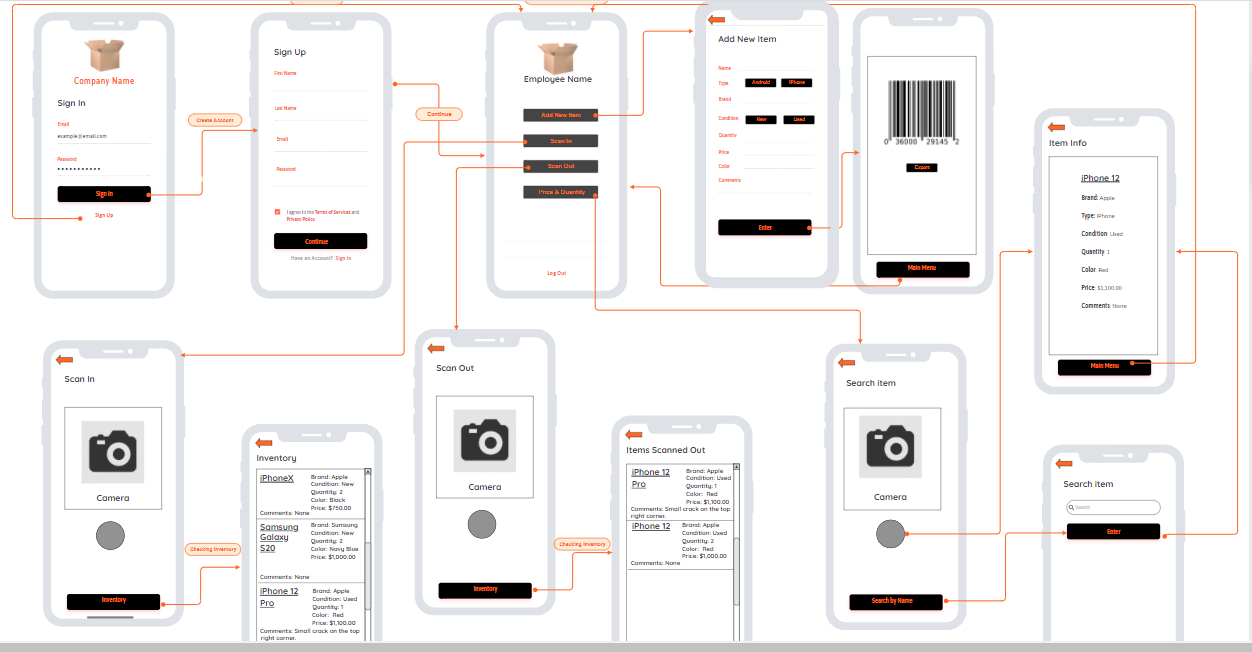 Company Name
Sign In
Email
example@email.com
Password
Sign In
Sign Up
Create Account
Sign Up
First Name
Last Name
Email
Password
I agree to the Terms of Services and
Privacy Policy
Continue
Have an Account? Sign In
Continue
Employee Name
Add New Item
Scan In
Scan Out
Price & Quantity
Log Out
Add New Item
Name
Type
Android
iPhone
Brand
Condition
New
Used
Quantity
Price
Color
Comments
Enter
0 36000 29145 2
Export
Main Menu
Item Info
iPhone 12
Brand: Apple
Type: iPhone
Condition: Used
Quantity: 1
Color: Red
Price: $1,100.00
Comments: None
Main Menu
Scan In
Camera
Inventory
Checking Inventory
Inventory
iPhoneX
Brand: Apple
Condition: New
Quantity: 2
Color: Black
Price: $750.00
Comments: None
Samsung
Galaxy
S20
Brand: Sumsung
Condition: New
Quantity: 2
Color: Navy Blue
Price: $1,000.00
Comments: None
iPhone 12
Pro
Brand: Apple
Condition: Used
Quantity: 1
Color: Red
Price: $1,100.00
Comments: Small crack on the top
right corner.
Scan Out
Camera
Inventory
Checking Inventory
Items Scanned Out
iPhone 12
Pro
Brand: Apple
Condition: Used
Quantity: 1
Color: Red
Price: $1,100.00
Comments: Small crack on the top
right corner.
iPhone 12
Brand: Apple
Condition: Used
Quantity: 2
Color: Red
Price: $1,000.00
Comments: None
Search item
Camera
Search by Name
Search item
Search
Enter